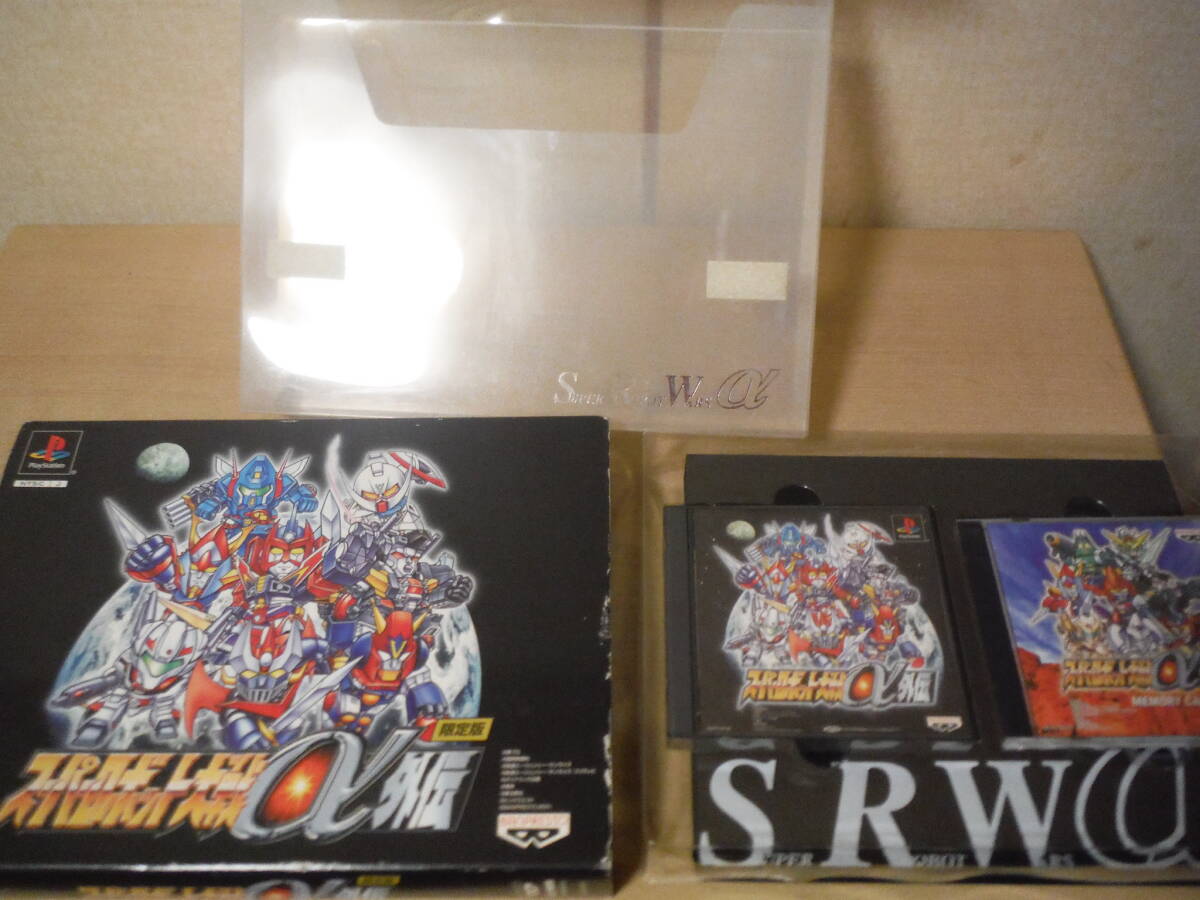 SUPER ROBOT WARS α
PlayStation
NTSC J
限定版
スーパーロボット大戦α外伝
BANPRESTO
PlayStation
スーパーロボット大戦α外伝
スーパーロボット大戦α
MEMORY
SRWα
SUPER ROBOT WARS